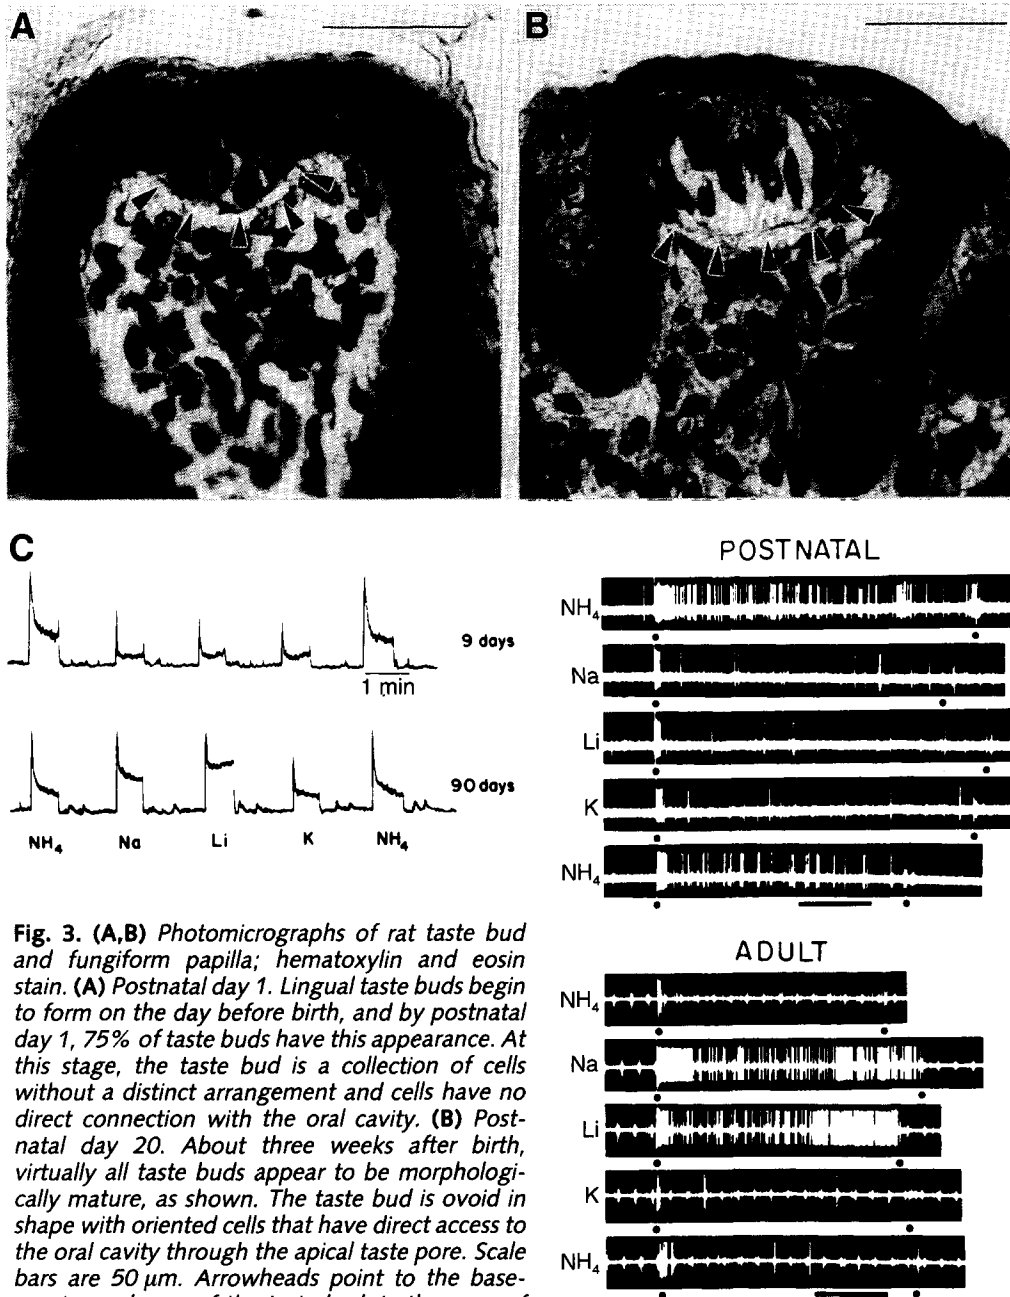 A
B
C
9 days
1 min
90 days
NH4 Na Li K NH4
POSTNATAL
NH4
Na
Li
K
NH4
ADULT
NH4
Na
Li
K
NH4
Fig. 3. (A,B) Photomicrographs of rat taste bud
and fungiform papilla; hematoxylin and eosin
stain. (A) Postnatal day 1. Lingual taste buds begin
to form on the day before birth, and by postnatal
day 1, 75% of taste buds have this appearance. At
this stage, the taste bud is a collection of cells
without a distinct arrangement and cells have no
direct connection with the oral cavity. (B) Post-
natal day 20. About three weeks after birth,
virtually all taste buds appear to be morphologi-
cally mature, as shown. The taste bud is ovoid in
shape with oriented cells that have direct access to
the oral cavity through the apical taste pore. Scale
bars are 50 μm. Arrowheads point to the base-